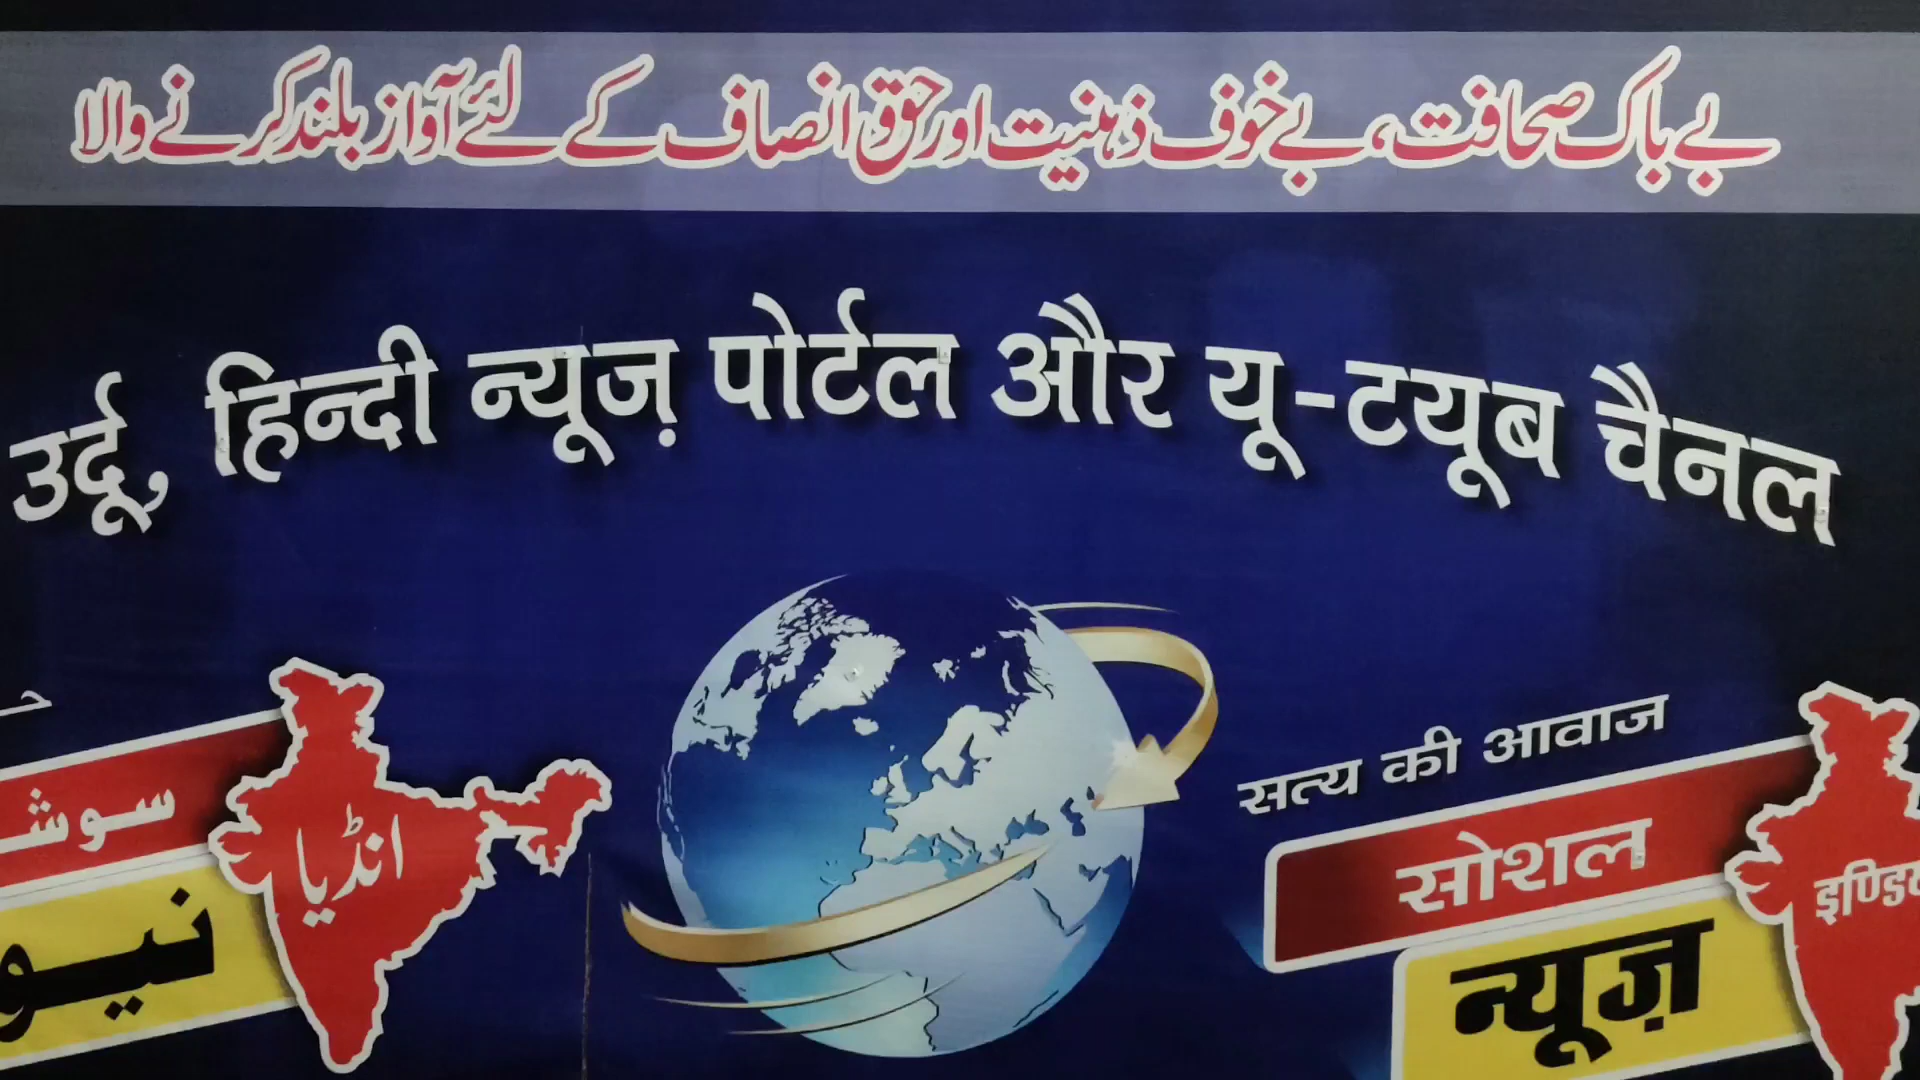 بے باک صحافت، بے خوف ذہنیت اور حق انصاف کے لئے آواز بلند کرنے والا
उर्दू, हिन्दी न्यूज़ पोर्टल और यू-टयूब चैनल
सत्य की आवाज
सोशल
न्यूज़
انڈیا